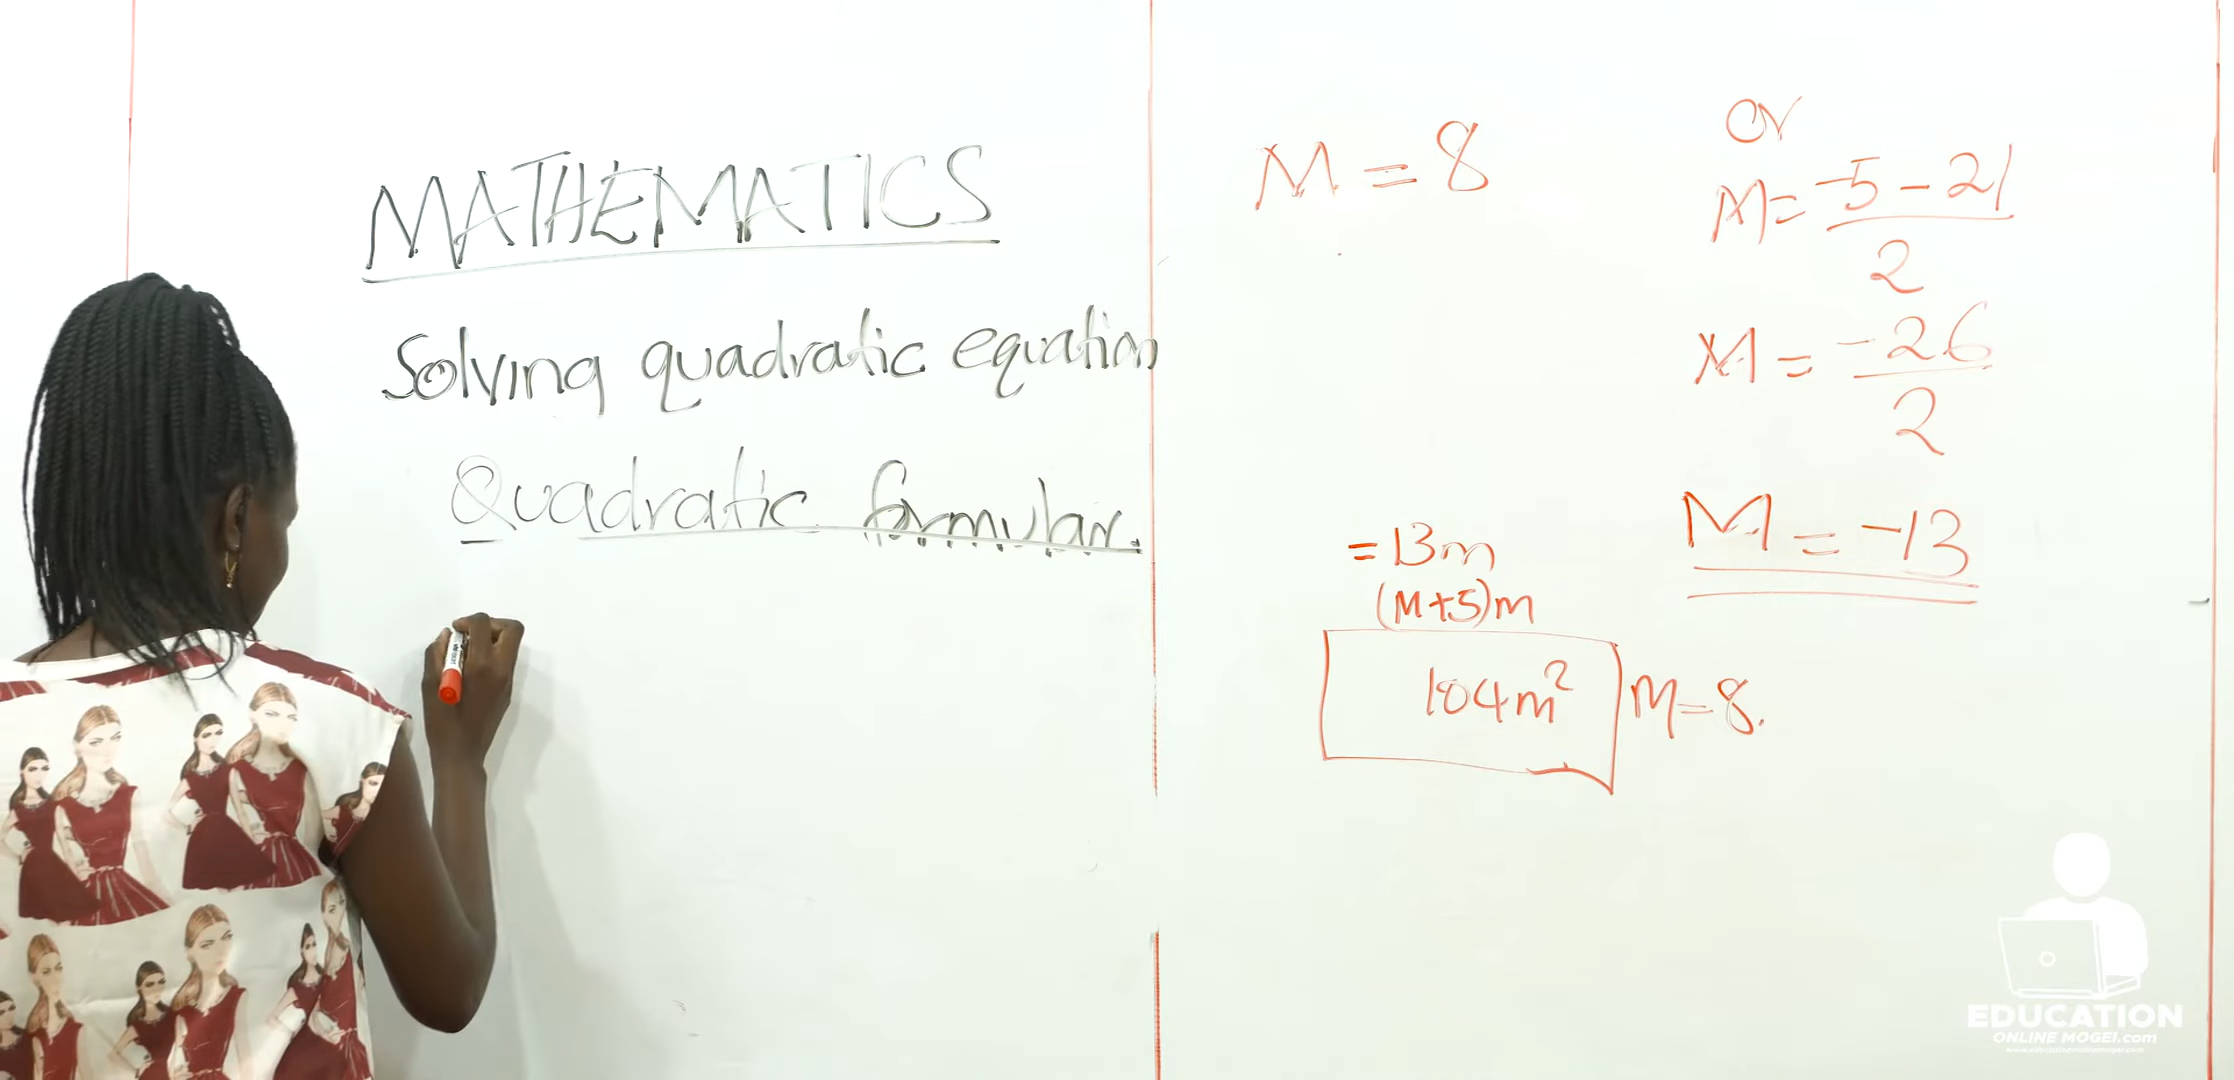 MATHEMATICS
Solving quadratic equation
Quadratic formular.
M = 8
or
M = -5 - 21
2
M = -26
2
M = -13
= 13m
(M+5)m
104m²
M = 8.
EDUCATION
ONLINE MOGEI.com